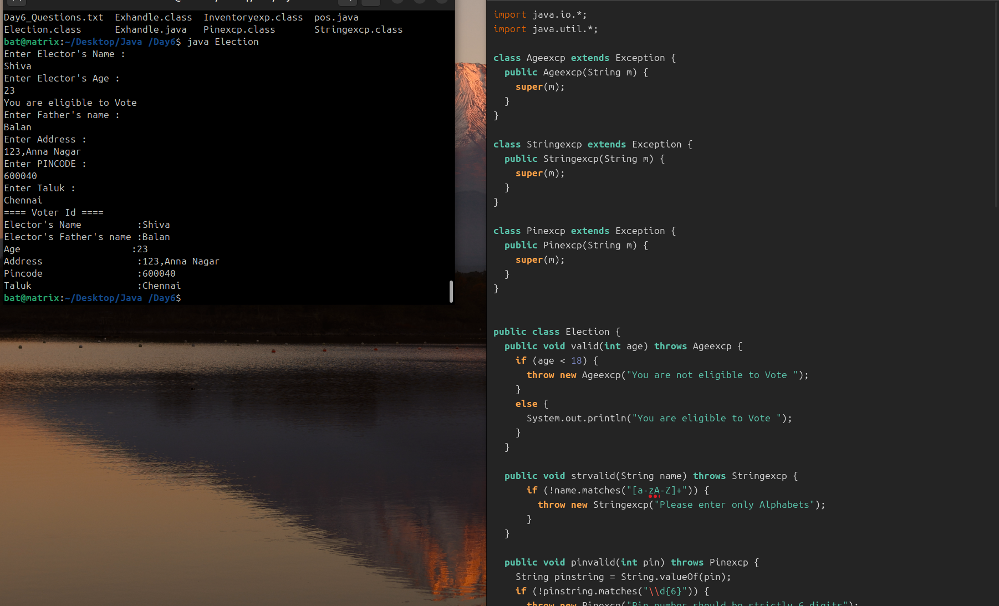 Day6_Questions.txt  Exhandle.class  Inventoryexp.class  pos.java
Election.class      Exhandle.java   Pinexcp.class       Stringexcp.class
bat@matrix:~/Desktop/Java /Day6$ java Election
Enter Elector's Name :
Shiva
Enter Elector's Age :
23
You are eligible to Vote
Enter Father's name :
Balan
Enter Address :
123,Anna Nagar
Enter PINCODE :
600040
Enter Taluk :
Chennai
==== Voter Id ====
Elector's Name          :Shiva
Elector's Father's name :Balan
Age                    :23
Address                 :123,Anna Nagar
Pincode                 :600040
Taluk                   :Chennai
bat@matrix:~/Desktop/Java /Day6$
import java.io.*;
import java.util.*;
class Ageexcp extends Exception {
  public Ageexcp(String m) {
    super(m);
  }
}
class Stringexcp extends Exception {
  public Stringexcp(String m) {
    super(m);
  }
}
class Pinexcp extends Exception {
  public Pinexcp(String m) {
    super(m);
  }
}
public class Election {
  public void valid(int age) throws Ageexcp {
    if (age < 18) {
      throw new Ageexcp("You are not eligible to Vote ");
    }
    else {
      System.out.println("You are eligible to Vote ");
    }
  }
  public void strvalid(String name) throws Stringexcp {
      if (!name.matches("[a-zA-Z]+")) {
        throw new Stringexcp("Please enter only Alphabets");
      }
  }
  public void pinvalid(int pin) throws Pinexcp {
    String pinstring = String.valueOf(pin);
    if (!pinstring.matches("\\d{6}")) {
      throw new Pinexcp("Pin number should be strictly 6 digits");